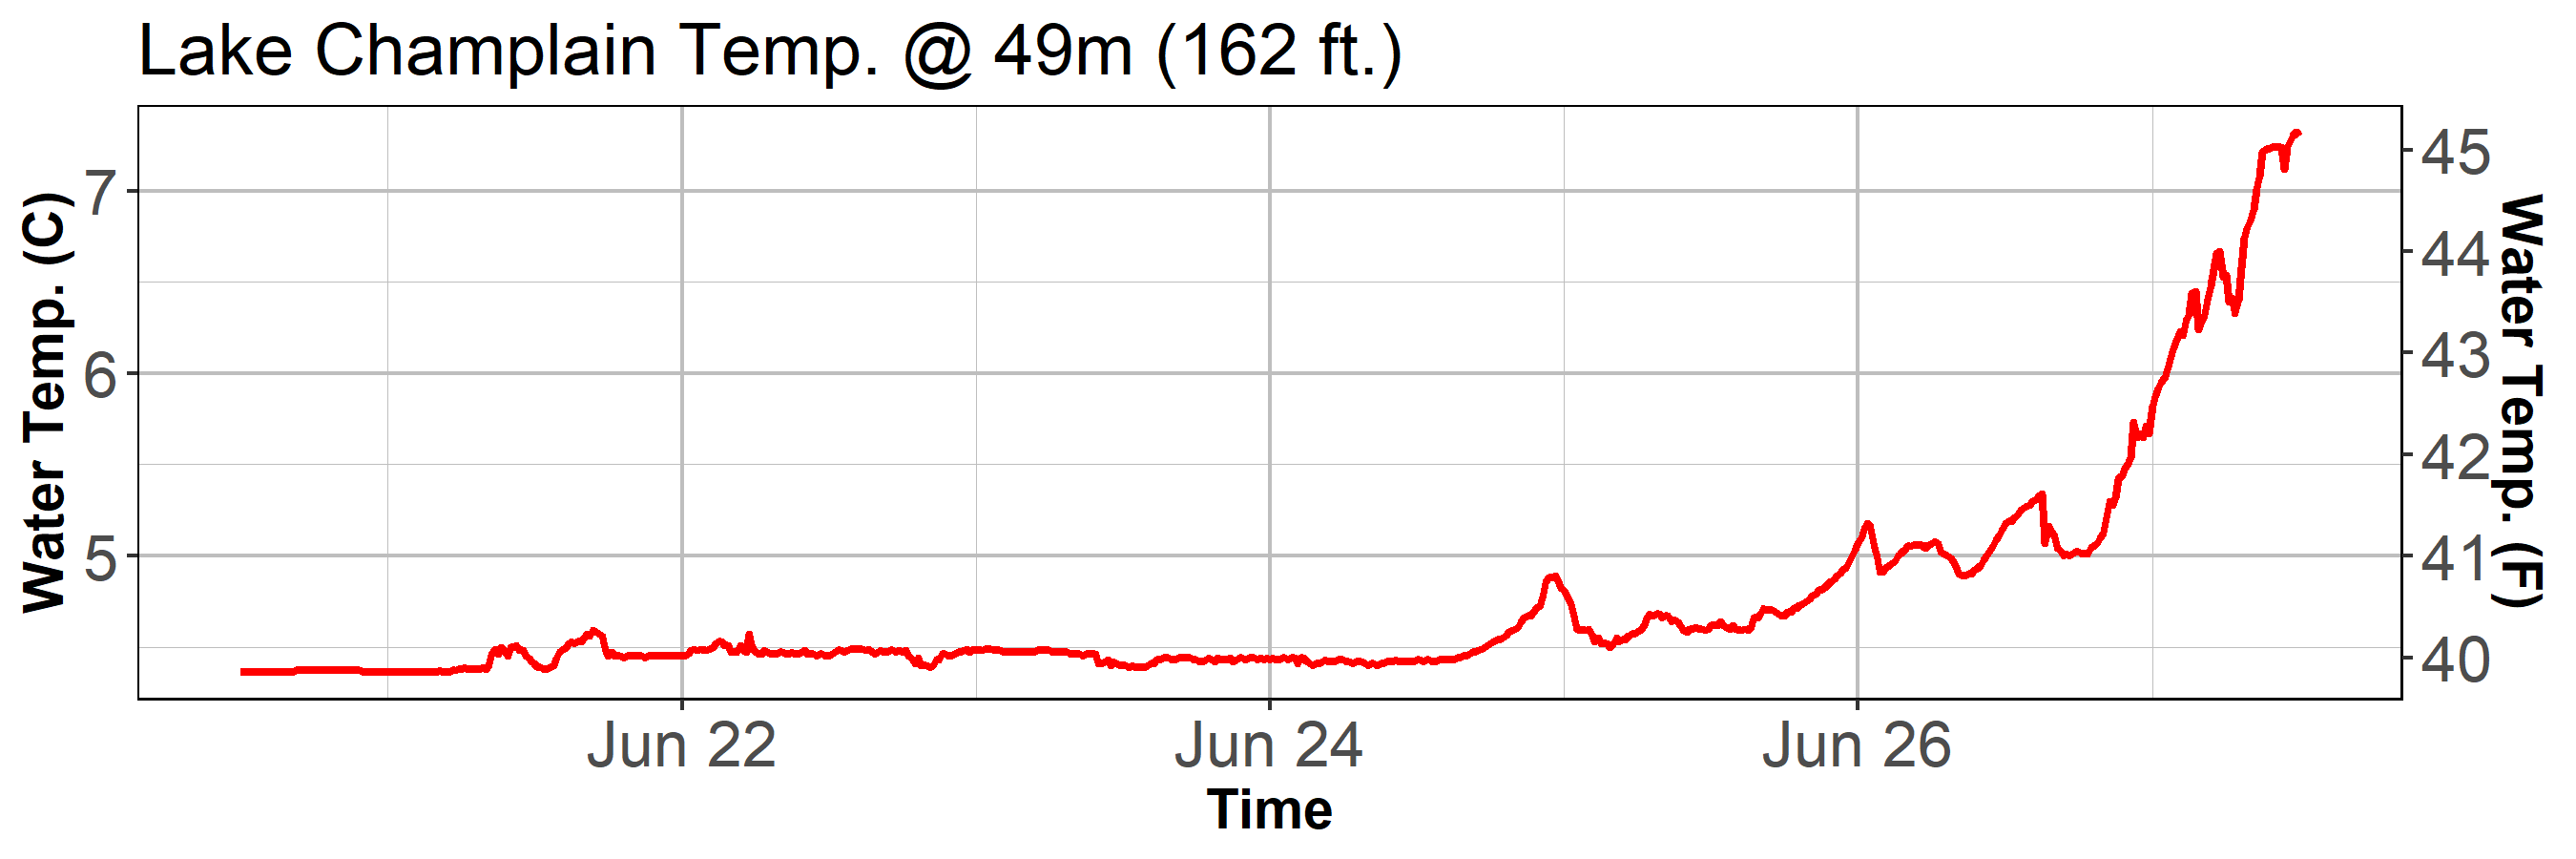 Lake Champlain Temp. @ 49m (162 ft.)
Water Temp. (C)
7
6
5
45
44
43
42
41
40
Water Temp. (F)
Jun 22
Jun 24
Jun 26
Time